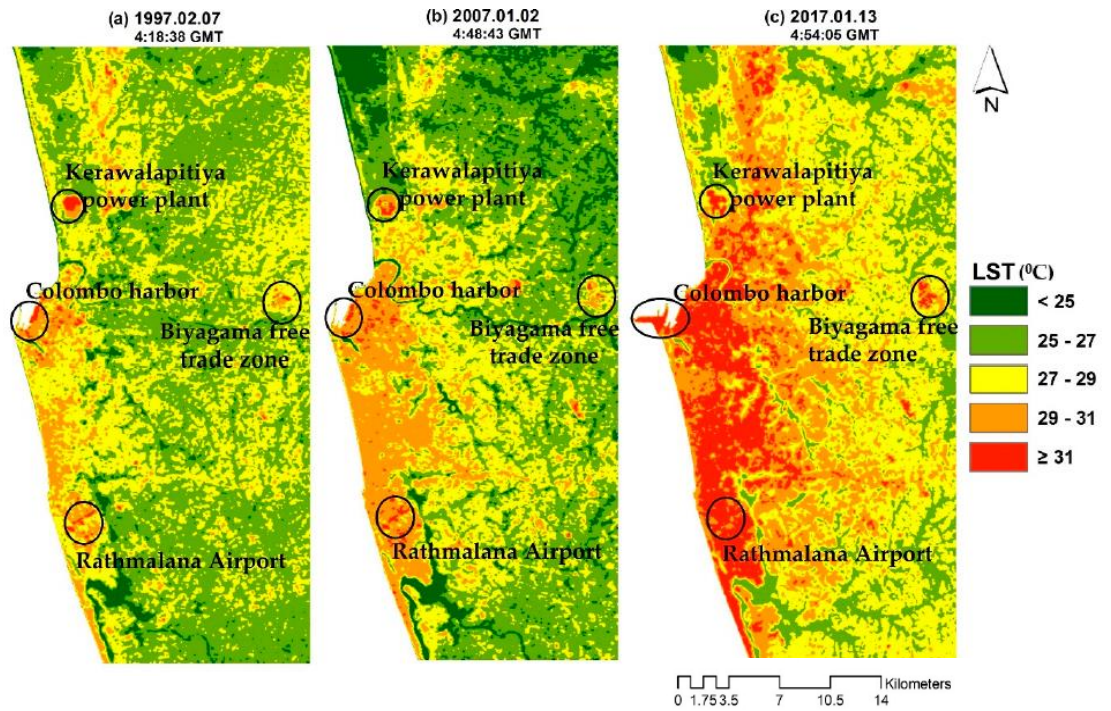 (a) 1997.02.07
4:18:38 GMT
Kerawalapitiya
power plant
Colombo harbor
Biyagama free
trade zone
Rathmalana Airport
(b) 2007.01.02
4:48:43 GMT
Kerawalapitiya
power plant
Colombo harbor
Biyagama free
trade zone
Rathmalana Airport
(c) 2017.01.13
4:54:05 GMT
Kerawalapitiya
power plant
Colombo harbor
Biyagama free
trade zone
Rathmalana Airport
N
LST (⁰C)
< 25
25 - 27
27 - 29
29 - 31
≥ 31
Kilometers
0 1.75 3.5 7 10.5 14